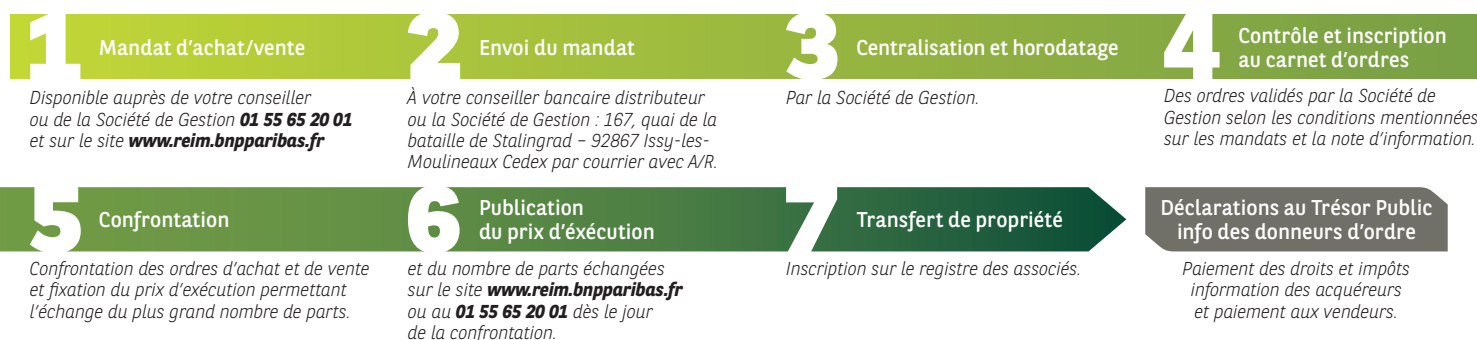 1 Mandat d'achat/vente
Disponible auprès de votre conseiller
ou de la Société de Gestion 01 55 65 20 01
et sur le site www.reim.bnpparibas.fr
2 Envoi du mandat
À votre conseiller bancaire distributeur
ou la Société de Gestion : 167, quai de la
bataille de Stalingrad – 92867 Issy-les-
Moulineaux Cedex par courrier avec A/R.
3 Centralisation et horodatage
Par la Société de Gestion.
4 Contrôle et inscription
au carnet d'ordres
Des ordres validés par la Société de
Gestion selon les conditions mentionnées
sur les mandats et la note d'information.
5 Confrontation
Confrontation des ordres d'achat et de vente
et fixation du prix d'exécution permettant
l'échange du plus grand nombre de parts.
6 Publication
du prix d'éxécution
et du nombre de parts échangées
sur le site www.reim.bnpparibas.fr
ou au 01 55 65 20 01 dès le jour
de la confrontation.
7 Transfert de propriété
Inscription sur le registre des associés.
Déclarations au Trésor Public
info des donneurs d'ordre
Paiement des droits et impôts
information des acquéreurs
et paiement aux vendeurs.